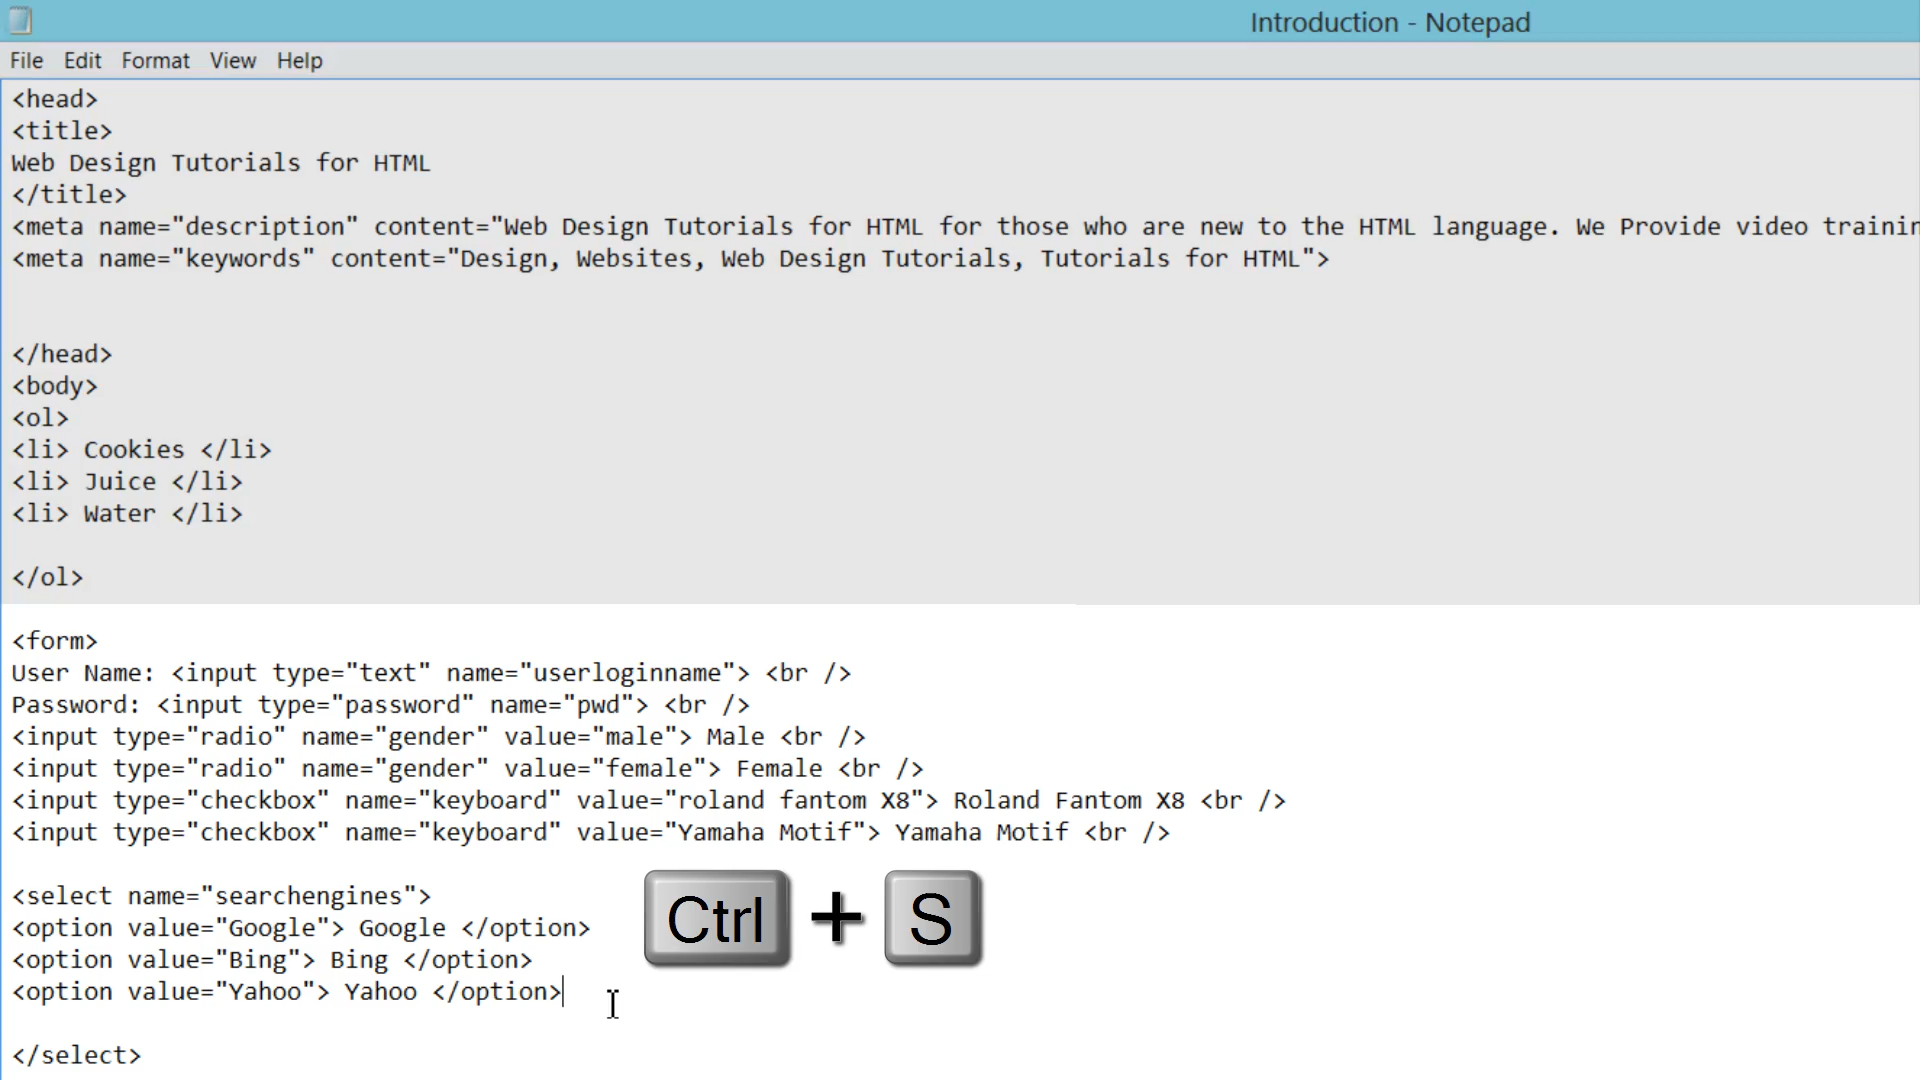 Introduction - Notepad
File Edit Format View Help
<head>
<title>
Web Design Tutorials for HTML
</title>
<meta name="description" content="Web Design Tutorials for HTML for those who are new to the HTML language. We Provide video trainin
<meta name="keywords" content="Design, Websites, Web Design Tutorials, Tutorials for HTML">
</head>
<body>
<ol>
<li> Cookies </li>
<li> Juice </li>
<li> Water </li>
</ol>
<form>
User Name: <input type="text" name="userloginname"> <br />
Password: <input type="password" name="pwd"> <br />
<input type="radio" name="gender" value="male"> Male <br />
<input type="radio" name="gender" value="female"> Female <br />
<input type="checkbox" name="keyboard" value="roland fantom X8"> Roland Fantom X8 <br />
<input type="checkbox" name="keyboard" value="Yamaha Motif"> Yamaha Motif <br />
<select name="searchengines">
<option value="Google"> Google </option>
<option value="Bing"> Bing </option>
<option value="Yahoo"> Yahoo </option>
Ctrl + S
</select>